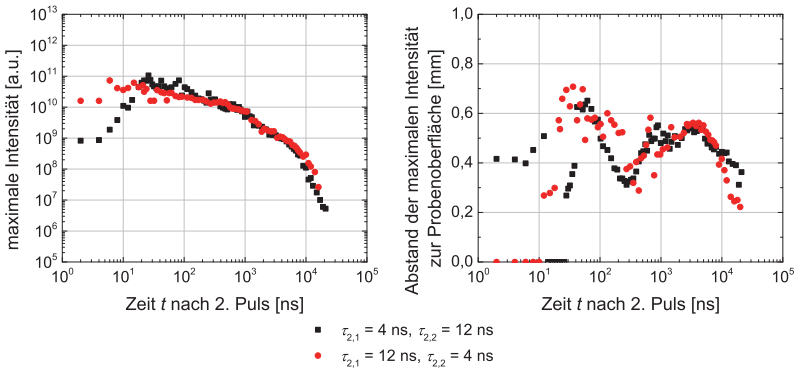 maximale Intensität [a.u.]
10^13
10^12
10^11
10^10
10^9
10^8
10^7
10^6
10^5
10^0 10^1 10^2 10^3 10^4 10^5
Zeit t nach 2. Puls [ns]
Abstand der maximalen Intensität
zur Probenoberfläche [mm]
1,0
0,8
0,6
0,4
0,2
0,0
10^0 10^1 10^2 10^3 10^4 10^5
Zeit t nach 2. Puls [ns]
τ_2,1 = 4 ns, τ_2,2 = 12 ns
τ_2,1 = 12 ns, τ_2,2 = 4 ns